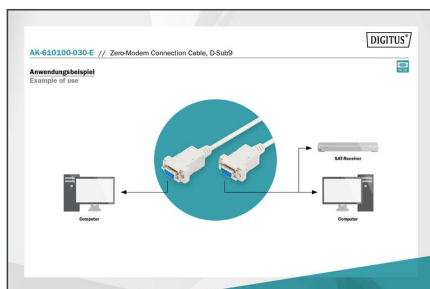 DIGITUS®
AK-610100-030-E // Zero-Modem Connection Cable, D-Sub9
Anwendungsbeispiel
Example of use
SAT-Receiver
Computer
Computer